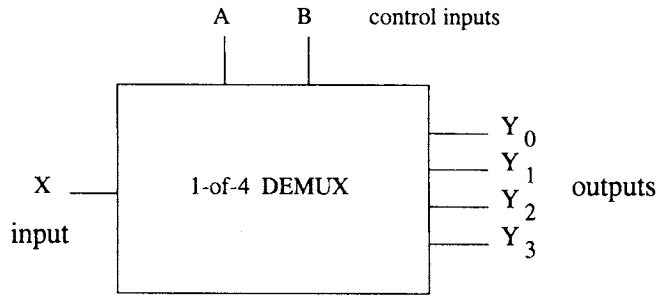 A B control inputs
Y0
Y1
X 1-of-4 DEMUX outputs
Y2
input
Y3